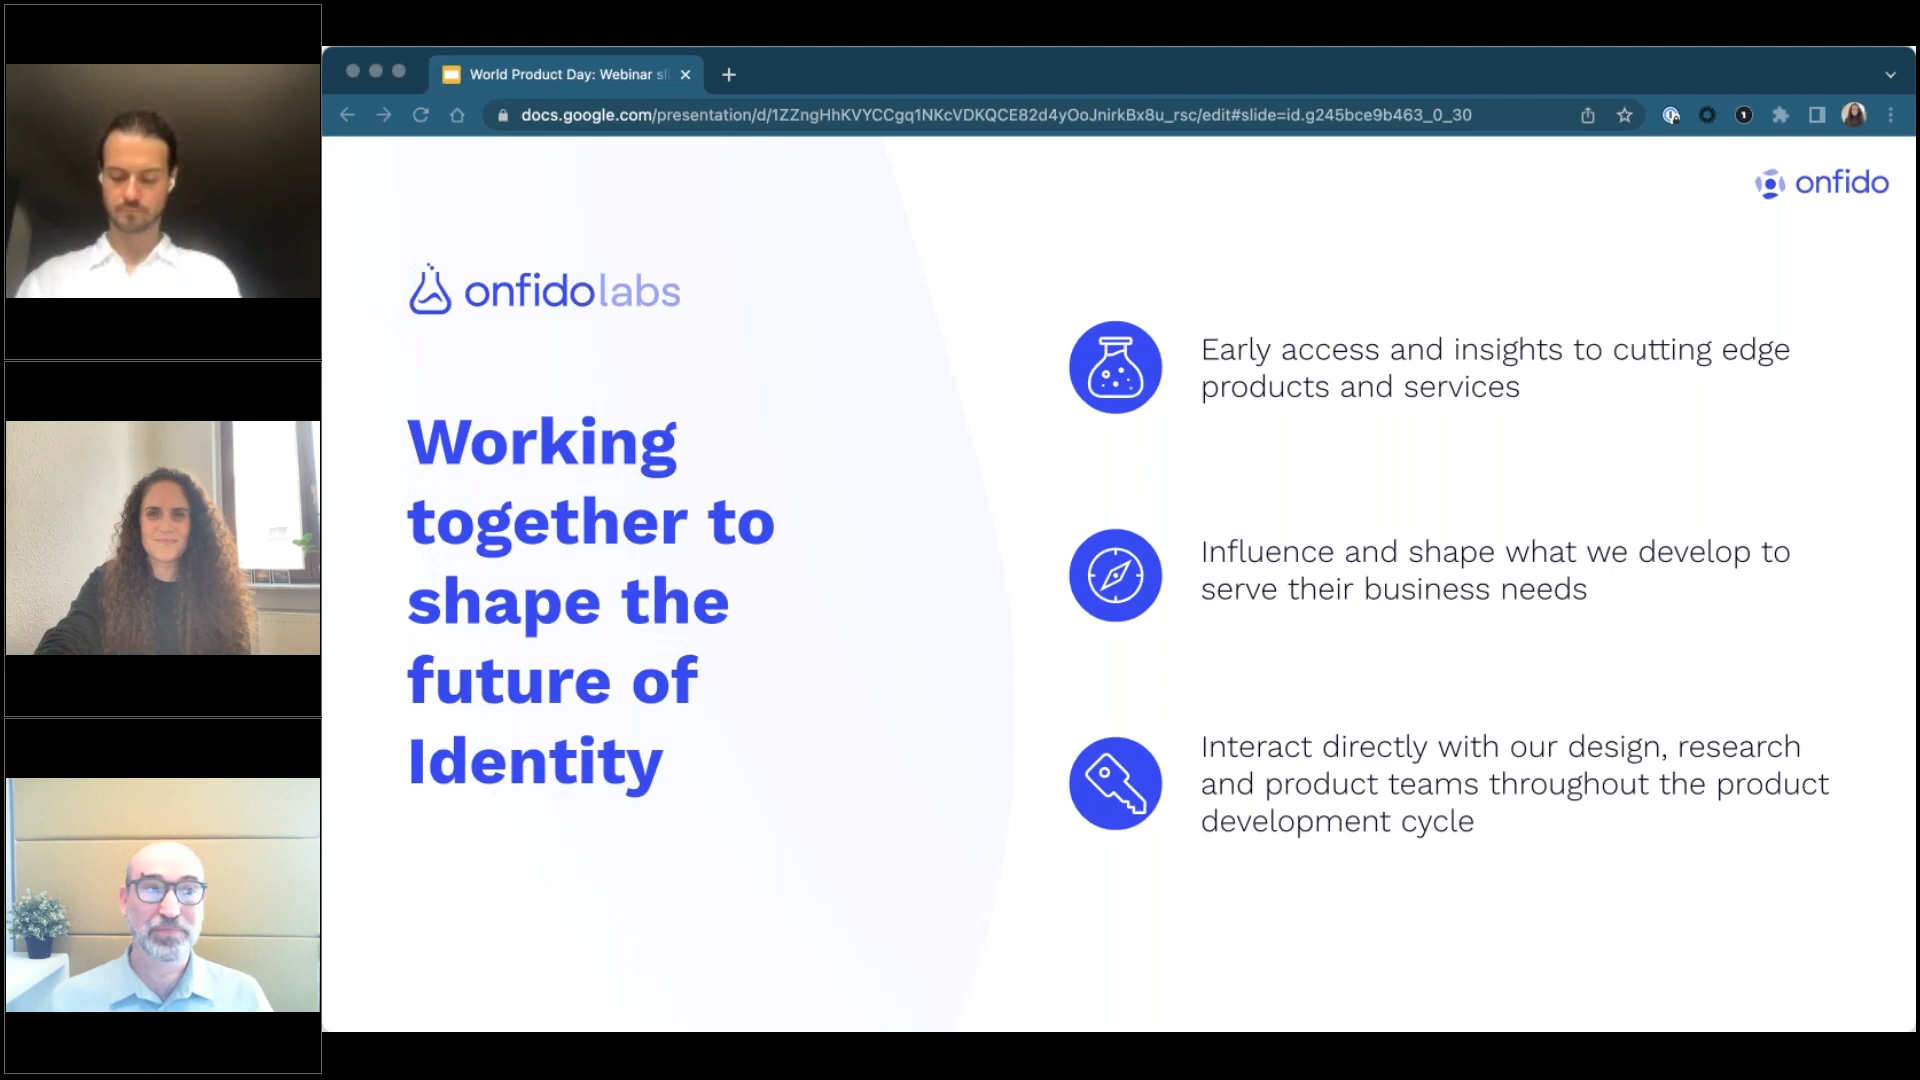 World Product Day: Webinar sli
docs.google.com/presentation/d/1ZZngHhKVYCCgq1NKcVDKQCE82d4yOoJnirkBx8u_rsc/edit#slide=id.g245bce9b463_0_30
onfido
onfidolabs
Working
together to
shape the
future of
Identity
Early access and insights to cutting edge
products and services
Influence and shape what we develop to
serve their business needs
Interact directly with our design, research
and product teams throughout the product
development cycle